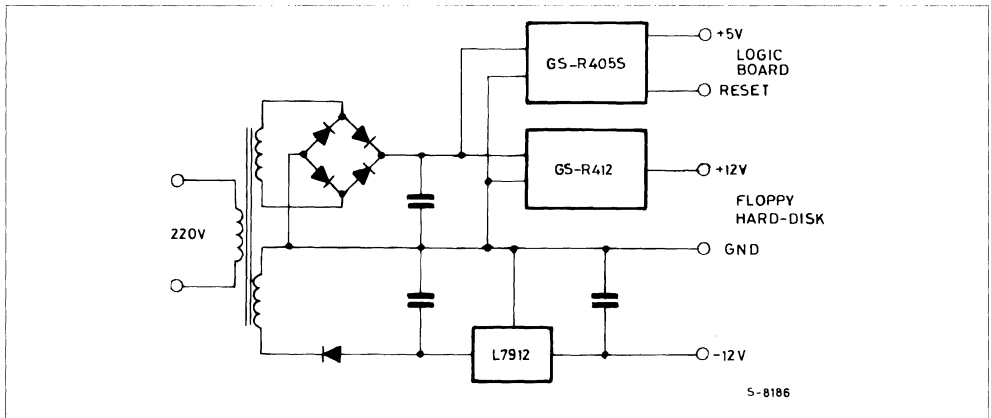 +5V
LOGIC
BOARD
GS-R405S
RESET
GS-R412
+12V
FLOPPY
HARD-DISK
220V
GND
L7912
-12V
S-8186